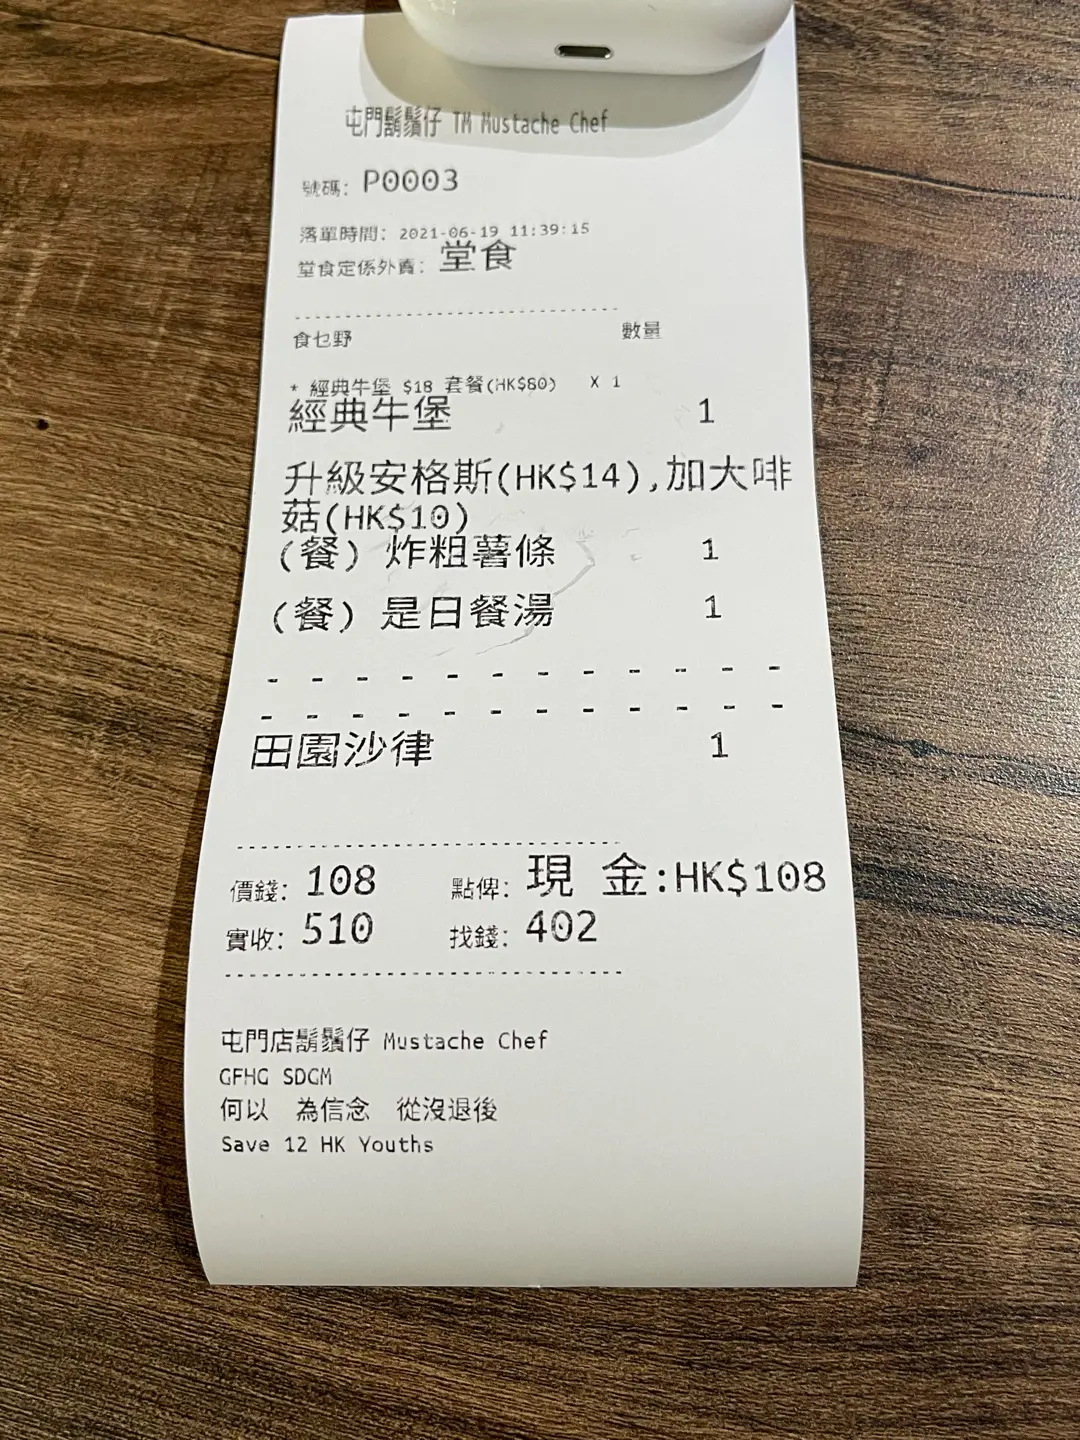 屯門鬍鬚仔 TM Mustache Chef
號碼: P0003
落單時間: 2021-06-19 11:39:15
堂食定係外賣: 堂食
食乜野 數量
* 經典牛堡 $18 套餐(HK$80) X 1
經典牛堡 1
升級安格斯(HK$14),加大啡
菇(HK$10)
(餐) 炸粗薯條 1
(餐) 是日餐湯 1
田園沙律 1
價錢: 108 點俾: 現 金:HK$108
實收: 510 找錢: 402
屯門店鬍鬚仔 Mustache Chef
GFHG SDGM
何以 為信念 從沒退後
Save 12 HK Youths